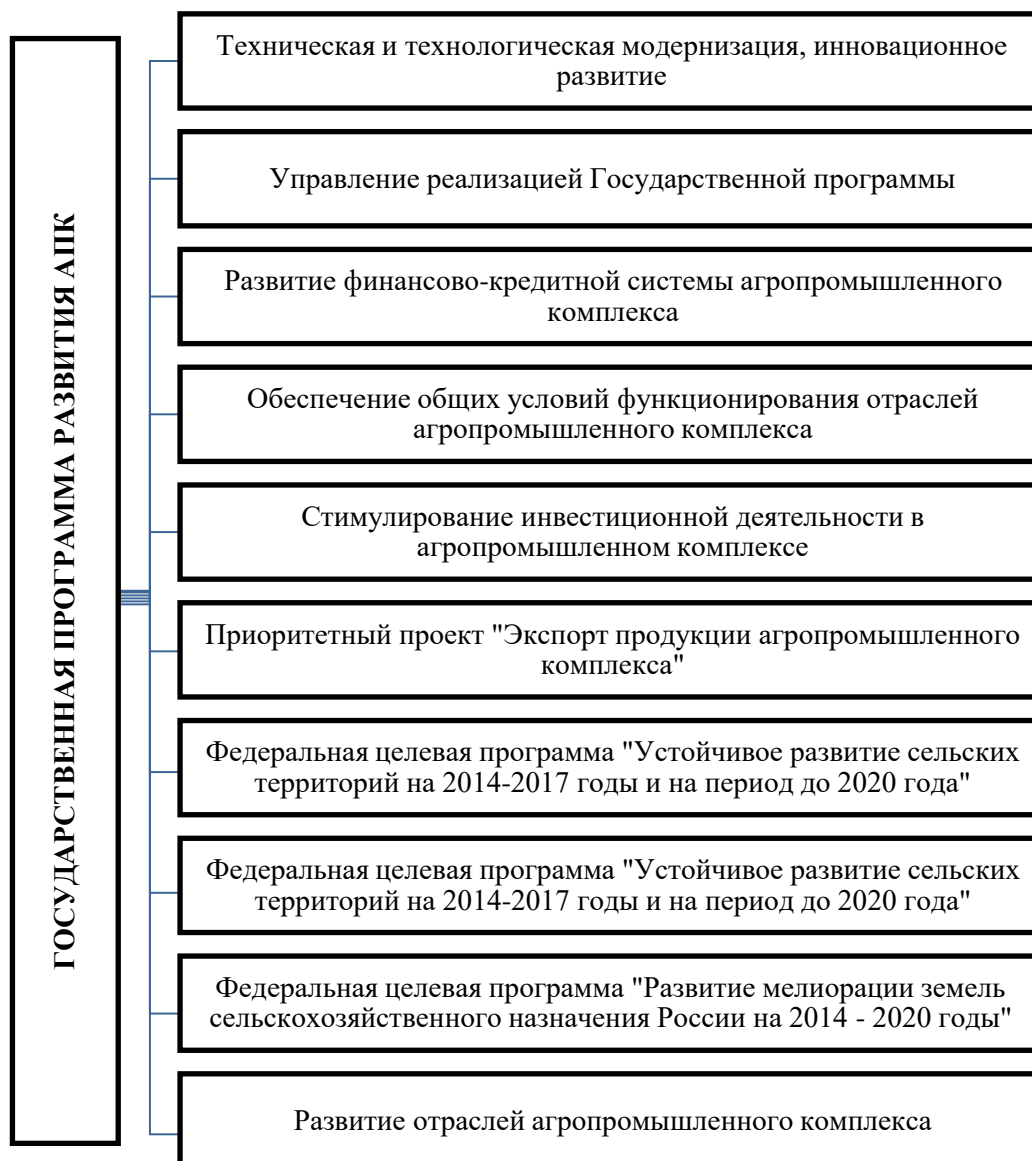 ГОСУДАРСТВЕННАЯ ПРОГРАММА РАЗВИТИЯ АПК
Техническая и технологическая модернизация, инновационное
развитие
Управление реализацией Государственной программы
Развитие финансово-кредитной системы агропромышленного
комплекса
Обеспечение общих условий функционирования отраслей
агропромышленного комплекса
Стимулирование инвестиционной деятельности в
агропромышленном комплексе
Приоритетный проект "Экспорт продукции агропромышленного
комплекса"
Федеральная целевая программа "Устойчивое развитие сельских
территорий на 2014-2017 годы и на период до 2020 года"
Федеральная целевая программа "Устойчивое развитие сельских
территорий на 2014-2017 годы и на период до 2020 года"
Федеральная целевая программа "Развитие мелиорации земель
сельскохозяйственного назначения России на 2014 - 2020 годы"
Развитие отраслей агропромышленного комплекса